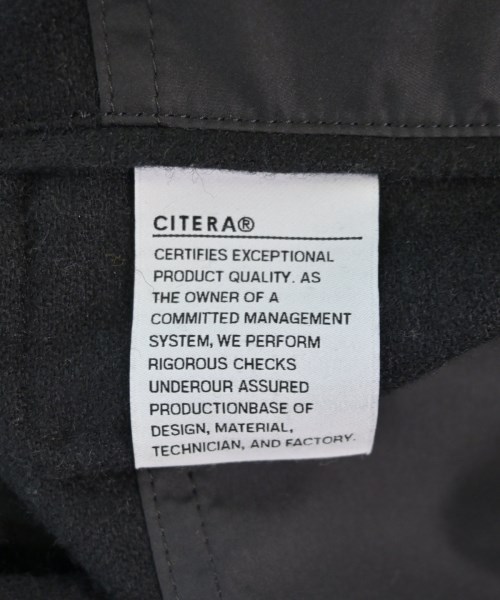 CITERA®
CERTIFIES EXCEPTIONAL
PRODUCT QUALITY. AS
THE OWNER OF A
COMMITTED MANAGEMENT
SYSTEM, WE PERFORM
RIGOROUS CHECKS
UNDEROUR ASSURED
PRODUCTIONBASE OF
DESIGN, MATERIAL,
TECHNICIAN, AND FACTORY.